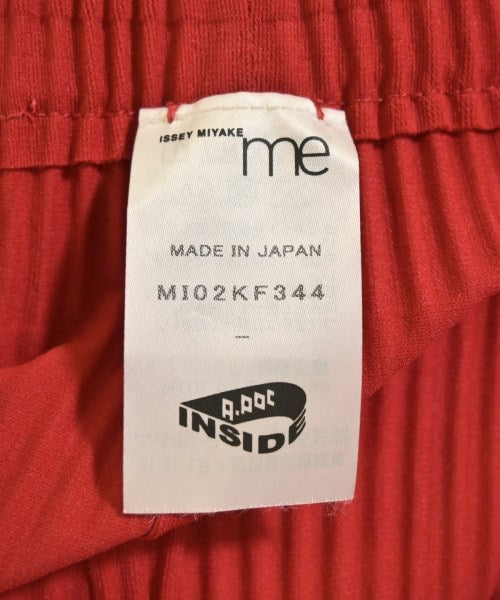 ISSEY MIYAKE
me
MADE IN JAPAN
MI02KF344
–
A-POC
INSIDE